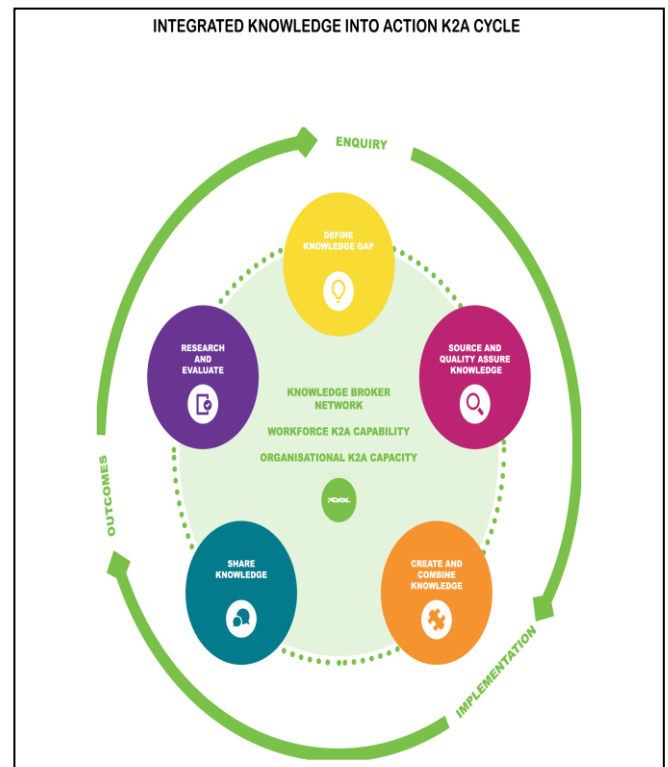 INTEGRATED KNOWLEDGE INTO ACTION K2A CYCLE
ENQUIRY
DEFINE
KNOWLEDGE GAP
RESEARCH
AND
EVALUATE
SOURCE AND
QUALITY ASSURE
KNOWLEDGE
KNOWLEDGE BROKER
NETWORK
WORKFORCE K2A CAPABILITY
ORGANISATIONAL K2A CAPACITY
OUTCOMES
SHARE
KNOWLEDGE
CREATE AND
COMBINE
KNOWLEDGE
IMPLEMENTATION